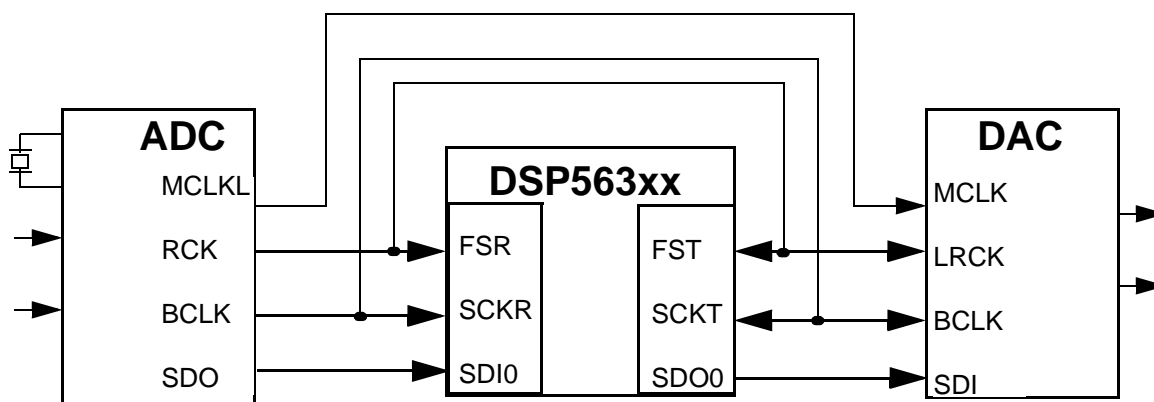 ADC
MCLKL
RCK
BCLK
SDO
DSP563xx
FSR
SCKR
SDI0
FST
SCKT
SDO0
DAC
MCLK
LRCK
BCLK
SDI